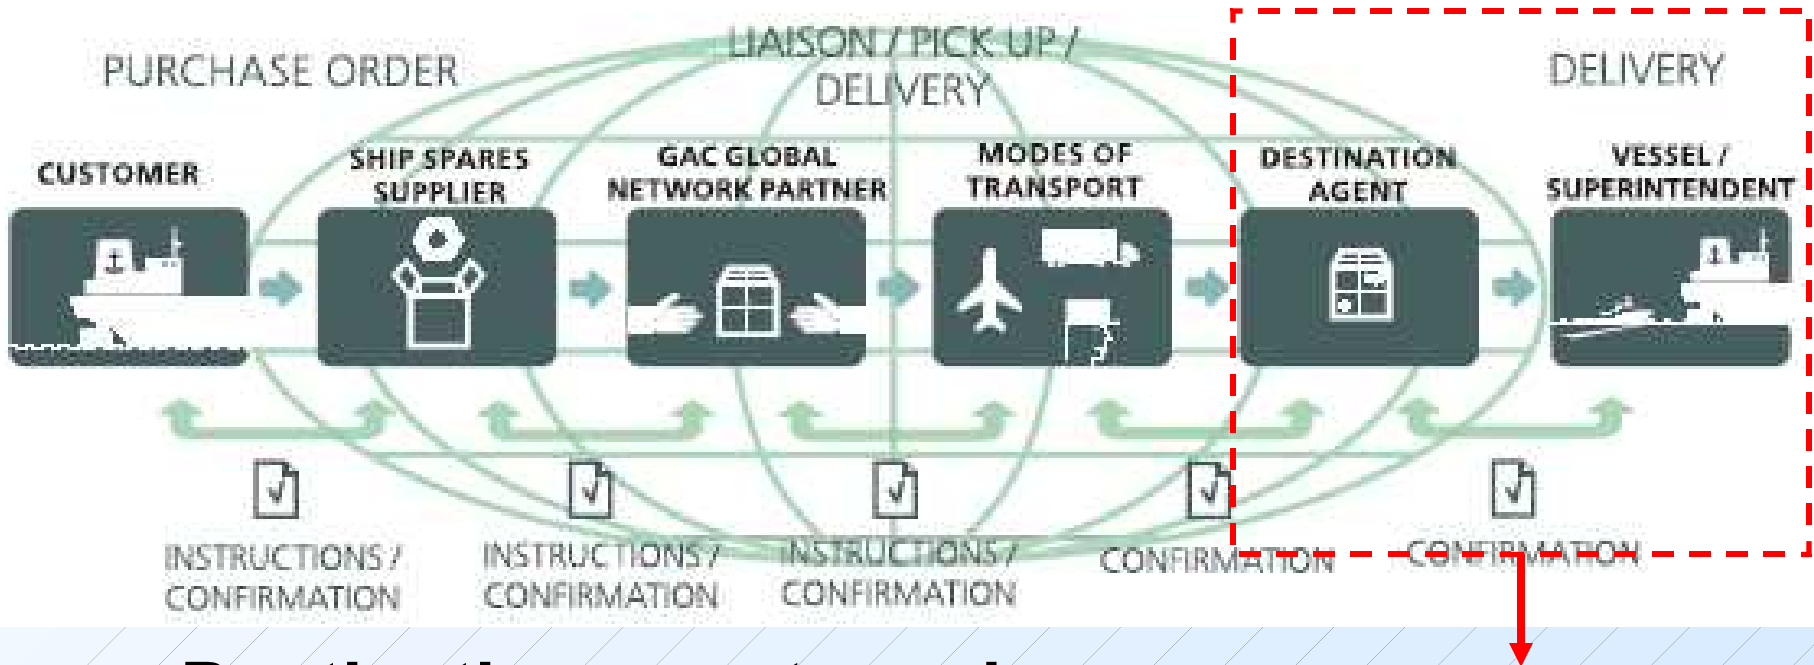 PURCHASE ORDER
LIAISON / PICK UP /
DELIVERY
DELIVERY
CUSTOMER
SHIP SPARES
SUPPLIER
GAC GLOBAL
NETWORK PARTNER
MODES OF
TRANSPORT
DESTINATION
AGENT
VESSEL /
SUPERINTENDENT
INSTRUCTIONS /
CONFIRMATION
INSTRUCTIONS /
CONFIRMATION
INSTRUCTIONS /
CONFIRMATION
CONFIRMATION
CONFIRMATION